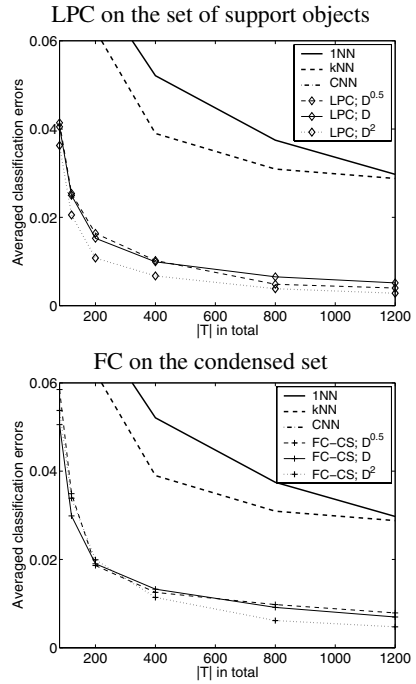 LPC on the set of support objects
0.06
0.04
0.02
0
Averaged classification errors
1NN
kNN
CNN
LPC; D^0.5
LPC; D
LPC; D^2
200 400 600 800 1000 1200
|T| in total
FC on the condensed set
0.06
0.04
0.02
0
Averaged classification errors
1NN
kNN
CNN
FC−CS; D^0.5
FC−CS; D
FC−CS; D^2
200 400 600 800 1000 1200
|T| in total